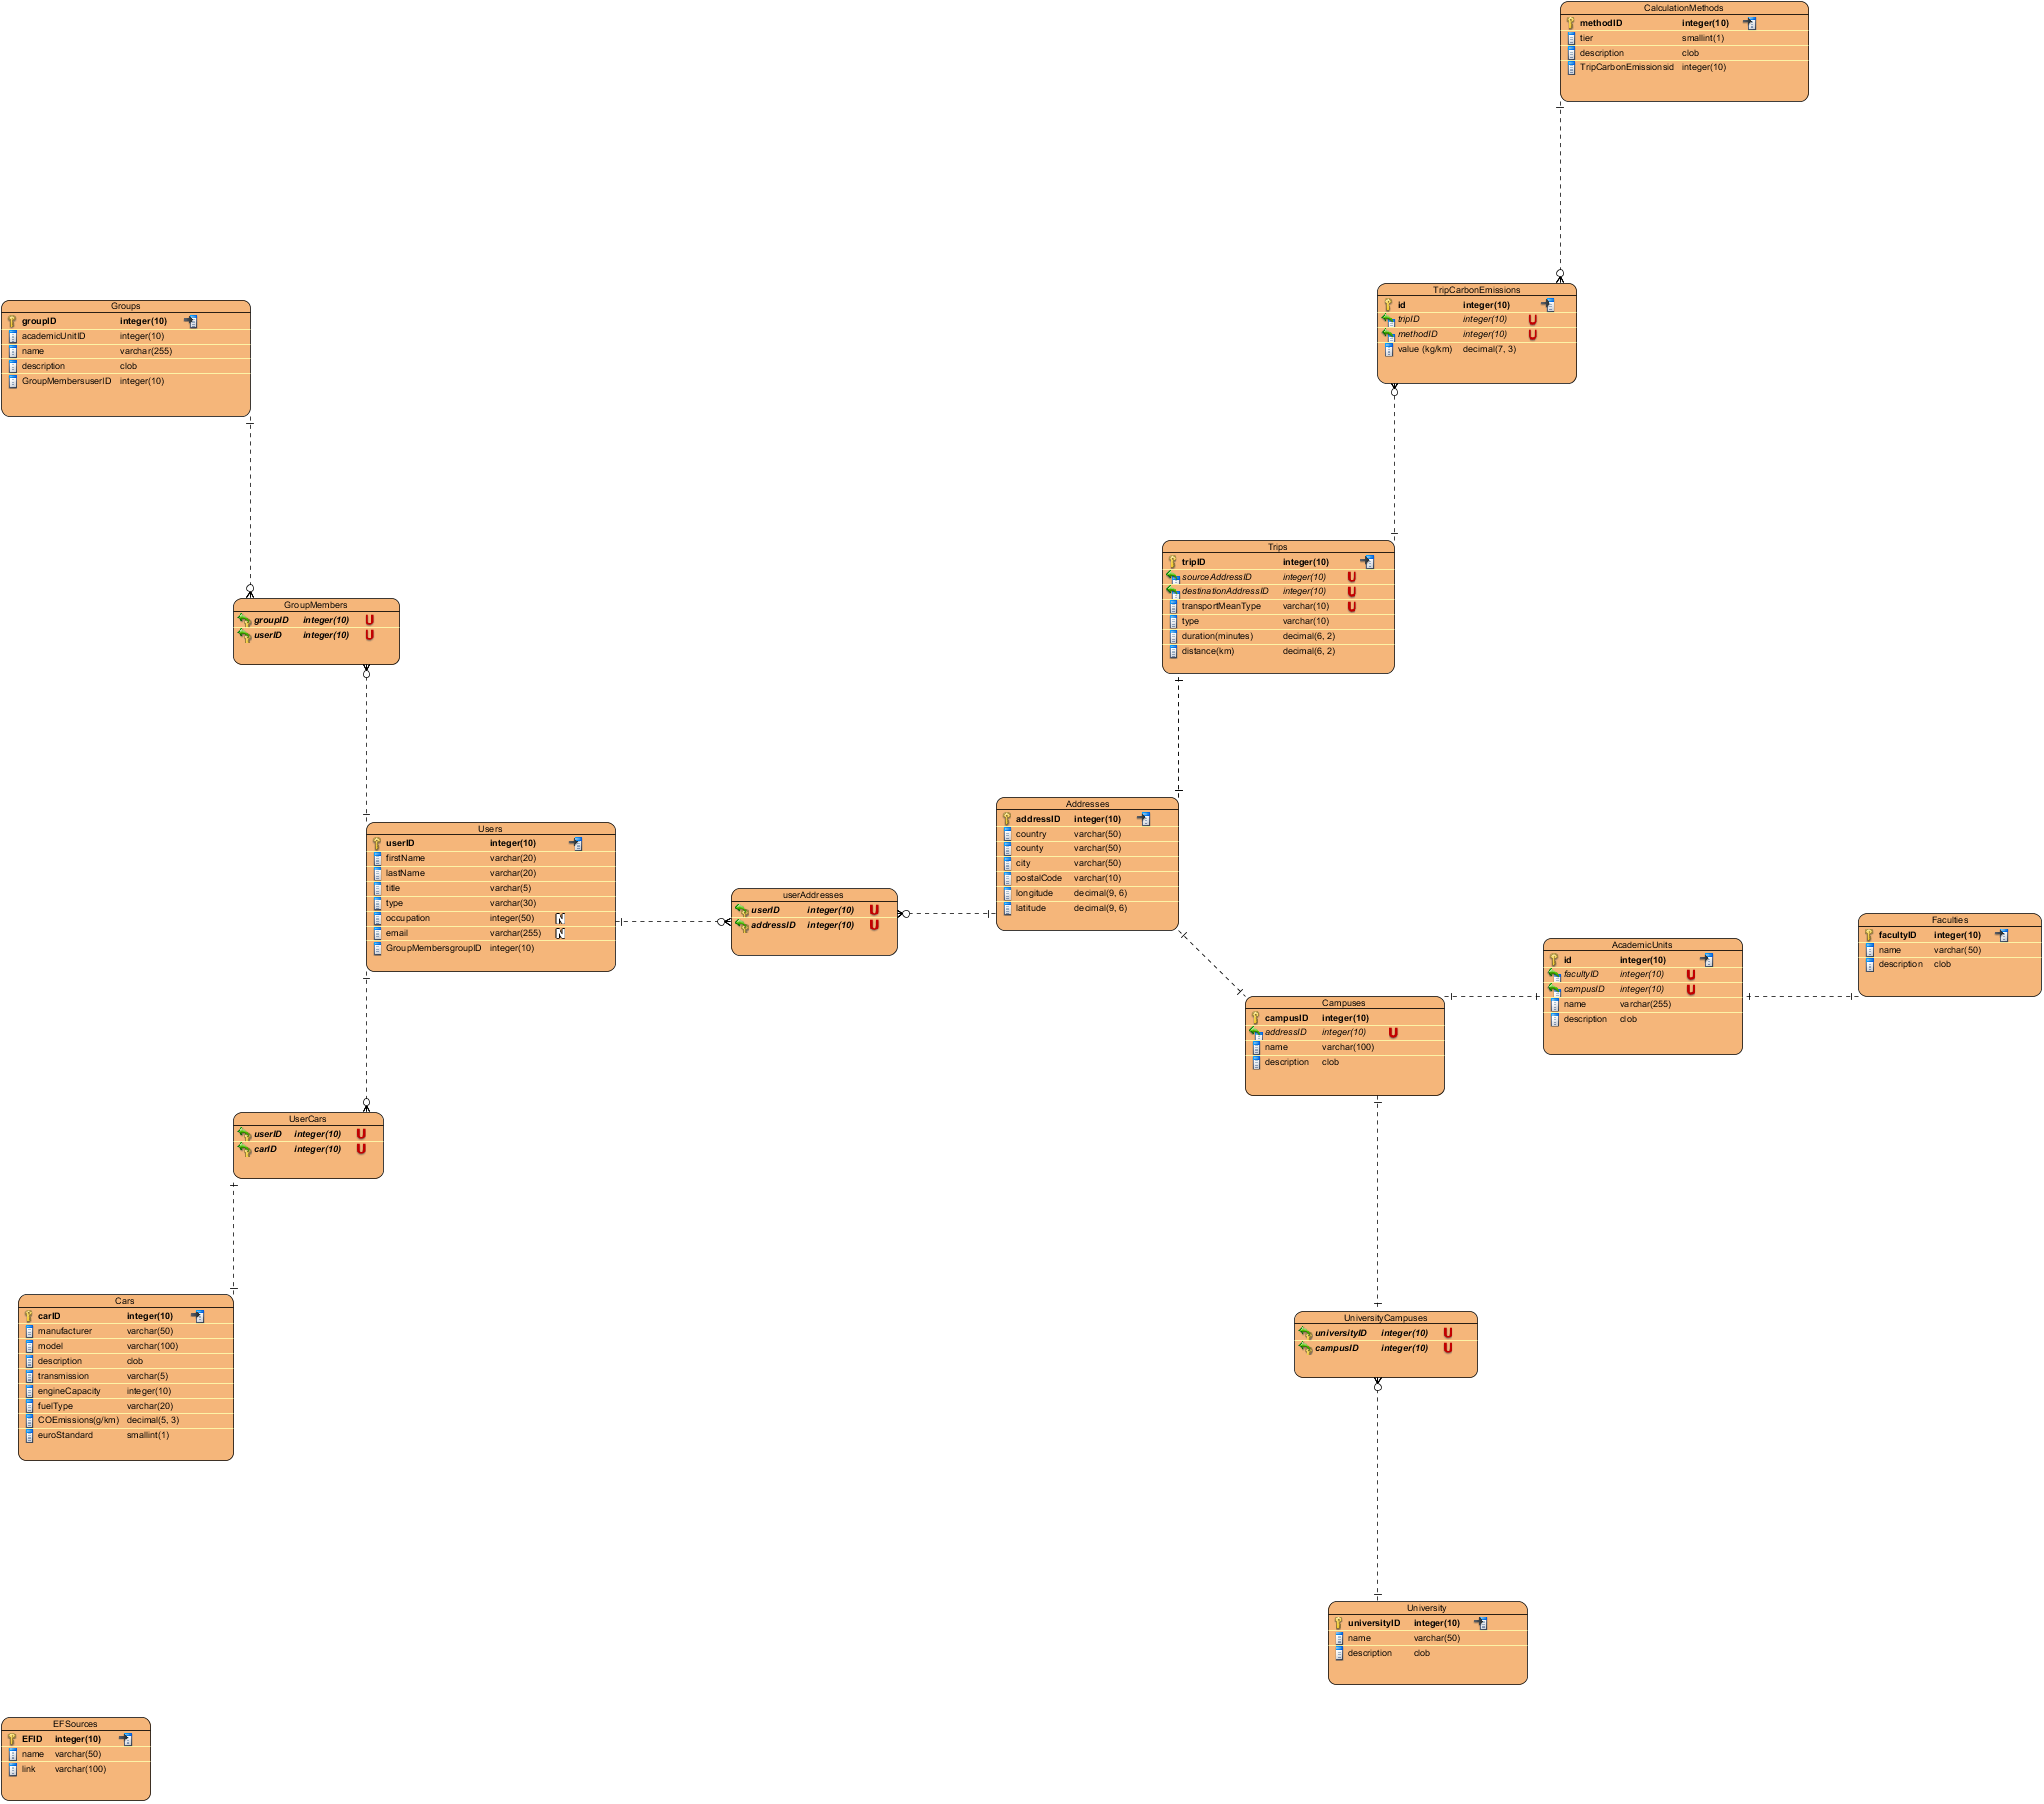 CalculationMethods
methodID integer(10)
tier smallint(1)
description clob
TripCarbonEmissionsid integer(10)
TripCarbonEmissions
id integer(10)
tripID integer(10) U
methodID integer(10) U
value (kg/km) decimal(7, 3)
Groups
groupID integer(10)
academicUnitID integer(10)
name varchar(255)
description clob
GroupMembersuserID integer(10)
Trips
tripID integer(10)
sourceAddressID integer(10) U
destinationAddressID integer(10) U
transportMeanType varchar(10) U
type varchar(10)
duration(minutes) decimal(6, 2)
distance(km) decimal(6, 2)
GroupMembers
groupID integer(10) U
userID integer(10) U
Users
userID integer(10)
firstName varchar(20)
lastName varchar(20)
title varchar(5)
type varchar(30)
occupation integer(50) N
email varchar(255) N
GroupMembersgroupID integer(10)
userAddresses
userID integer(10) U
addressID integer(10) U
Addresses
addressID integer(10)
country varchar(50)
county varchar(50)
city varchar(50)
postalCode varchar(10)
longitude decimal(9, 6)
latitude decimal(9, 6)
Faculties
facultyID integer(10)
name varchar(50)
description clob
AcademicUnits
id integer(10)
facultyID integer(10) U
campusID integer(10) U
name varchar(255)
description clob
Campuses
campusID integer(10)
addressID integer(10) U
name varchar(100)
description clob
UserCars
userID integer(10) U
carID integer(10) U
Cars
carID integer(10)
manufacturer varchar(50)
model varchar(100)
description clob
transmission varchar(5)
engineCapacity integer(10)
fuelType varchar(20)
COEmissions(g/km) decimal(5, 3)
euroStandard smallint(1)
UniversityCampuses
universityID integer(10) U
campusID integer(10) U
University
universityID integer(10)
name varchar(50)
description clob
EFSources
EFID integer(10)
name varchar(50)
link varchar(100)